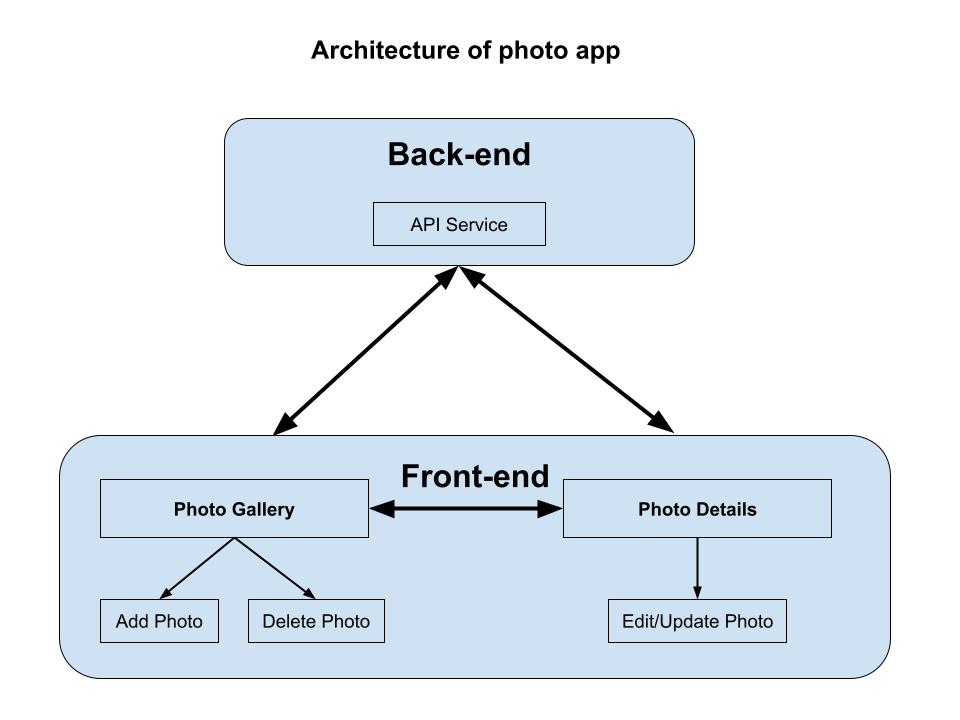 Architecture of photo app
Back-end
API Service
Front-end
Photo Gallery
Photo Details
Add Photo
Delete Photo
Edit/Update Photo